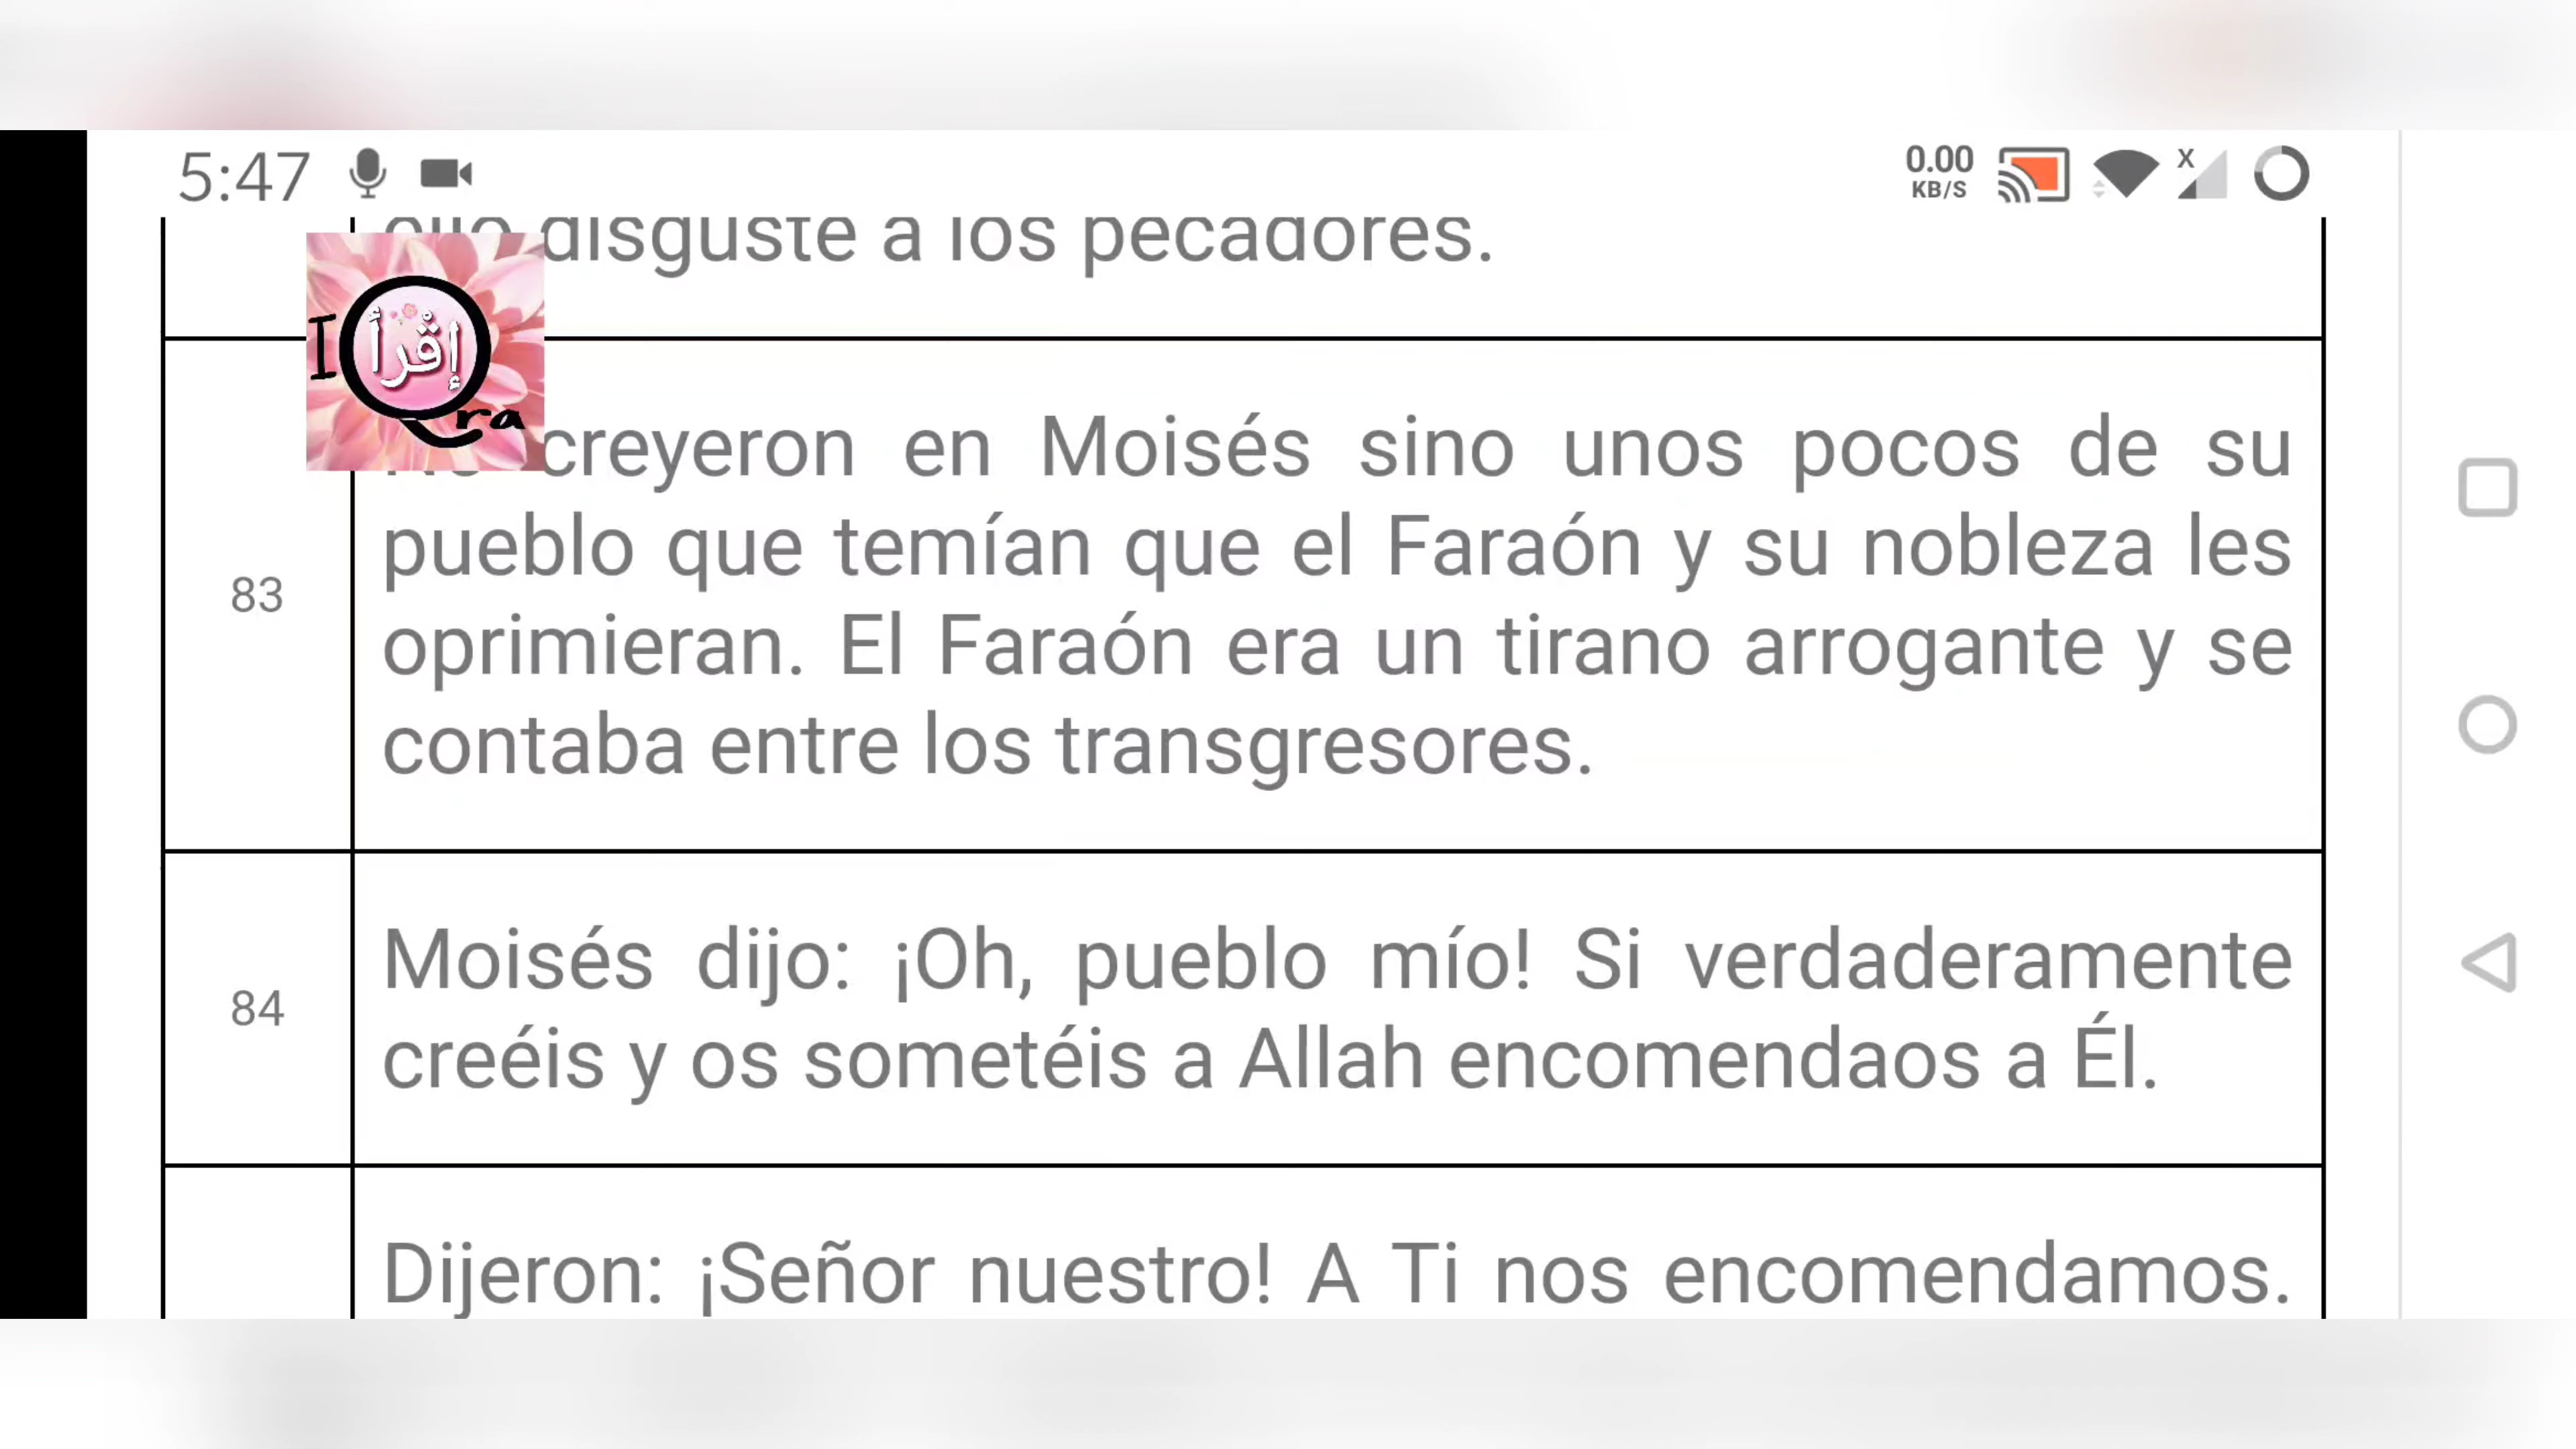 5:47
0.00
KB/S
X
disguste a los pecadores.
I إقْرأ
Qra
creyeron en Moisés sino unos pocos de su
pueblo que temían que el Faraón y su nobleza les
83
oprimieran. El Faraón era un tirano arrogante y se
contaba entre los transgresores.
Moisés dijo: ¡Oh, pueblo mío! Si verdaderamente
84
creéis y os sometéis a Allah encomendaos a Él.
Dijeron: ¡Señor nuestro! A Ti nos encomendamos.